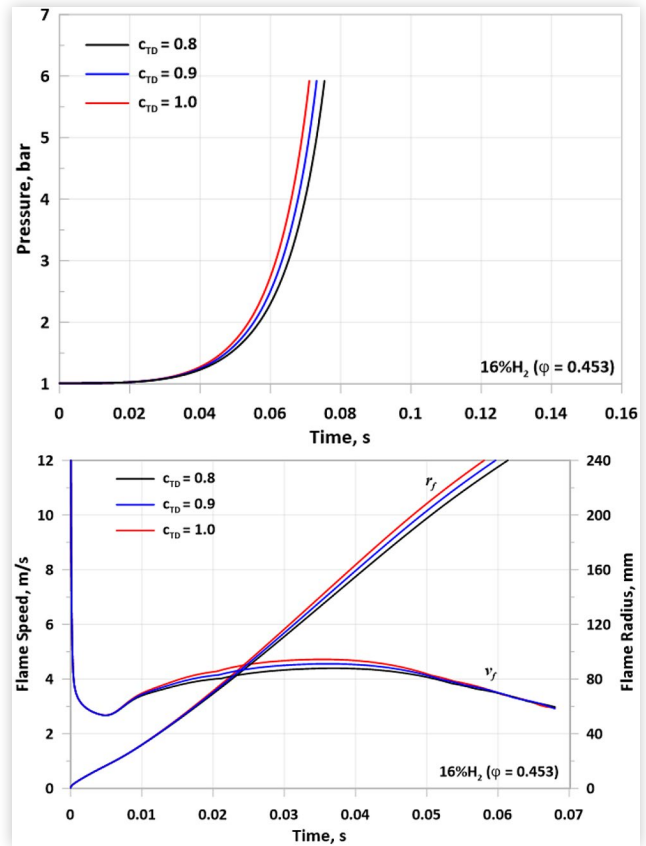 7
6
5
4
3
2
1
Pressure, bar
c_TD = 0.8
c_TD = 0.9
c_TD = 1.0
16%H₂ (φ = 0.453)
0 0.02 0.04 0.06 0.08 0.1 0.12 0.14 0.16
Time, s
12
10
8
6
4
2
0
Flame Speed, m/s
c_TD = 0.8
c_TD = 0.9
c_TD = 1.0
r_f
v_f
16%H₂ (φ = 0.453)
240
200
160
120
80
40
0
Flame Radius, mm
0 0.01 0.02 0.03 0.04 0.05 0.06 0.07
Time, s